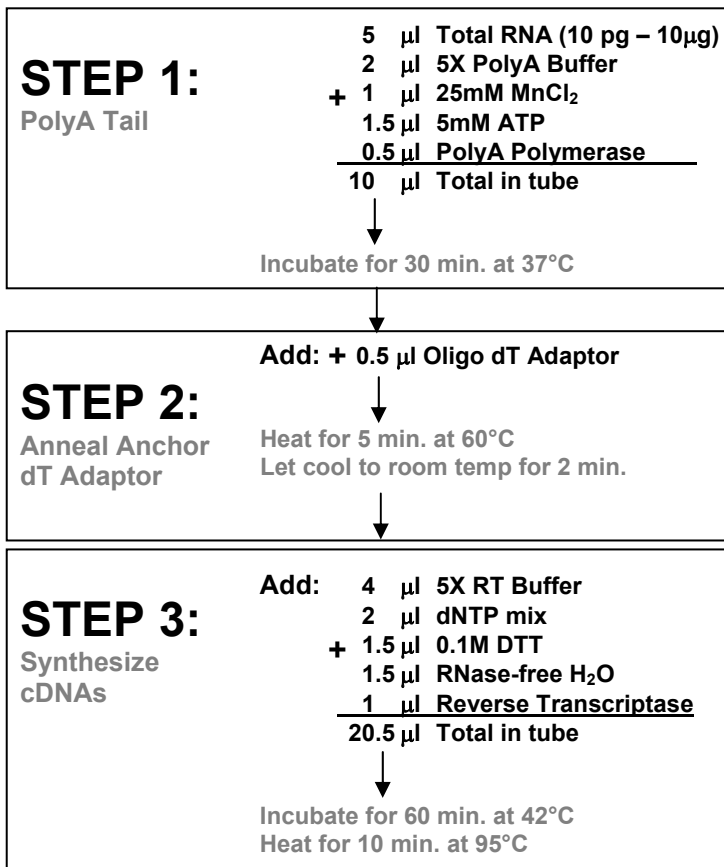 STEP 1:
PolyA Tail
5 µl Total RNA (10 pg – 10µg)
2 µl 5X PolyA Buffer
+ 1 µl 25mM MnCl₂
1.5 µl 5mM ATP
0.5 µl PolyA Polymerase
10 µl Total in tube
Incubate for 30 min. at 37°C
STEP 2:
Anneal Anchor
dT Adaptor
Add: + 0.5 µl Oligo dT Adaptor
Heat for 5 min. at 60°C
Let cool to room temp for 2 min.
STEP 3:
Synthesize
cDNAs
Add: 4 µl 5X RT Buffer
2 µl dNTP mix
+ 1.5 µl 0.1M DTT
1.5 µl RNase-free H₂O
1 µl Reverse Transcriptase
20.5 µl Total in tube
Incubate for 60 min. at 42°C
Heat for 10 min. at 95°C